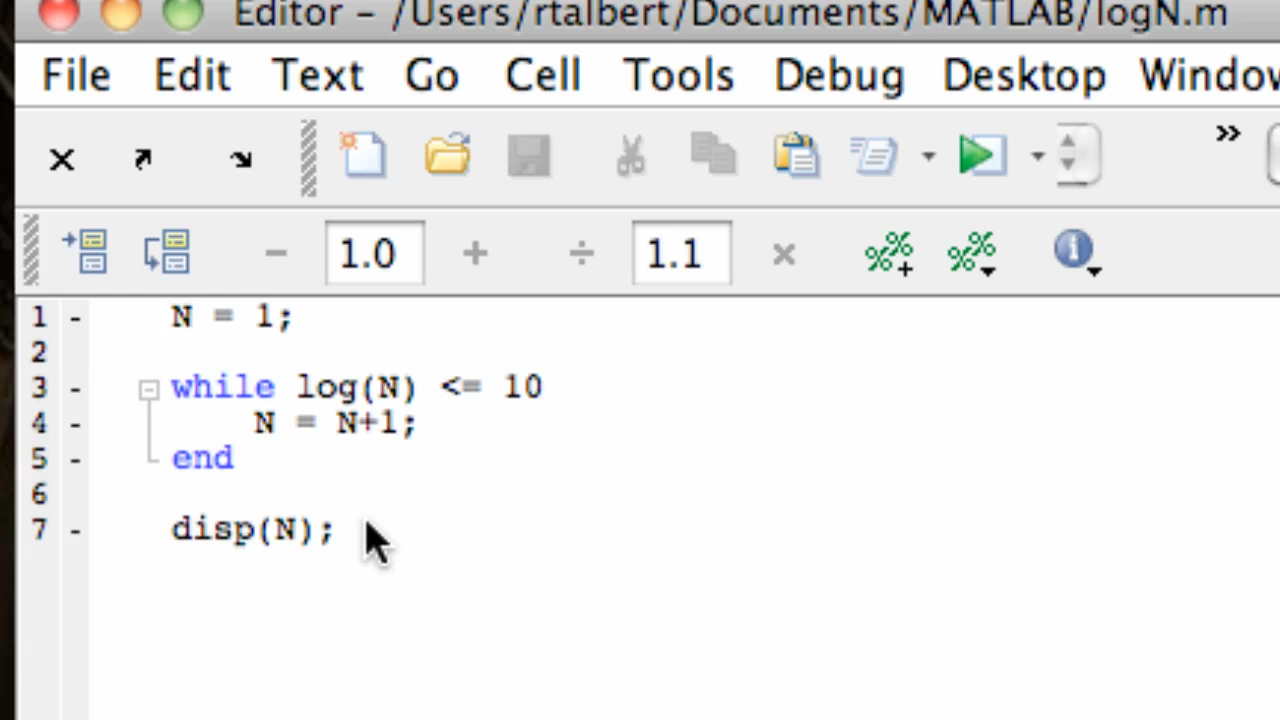 Editor – /Users/rtalbert/Documents/MATLAB/logN.m
File Edit Text Go Cell Tools Debug Desktop Window
1.0 1.1
1 - N = 1;
2
3 - while log(N) <= 10
4 - N = N+1;
5 - end
6
7 - disp(N);